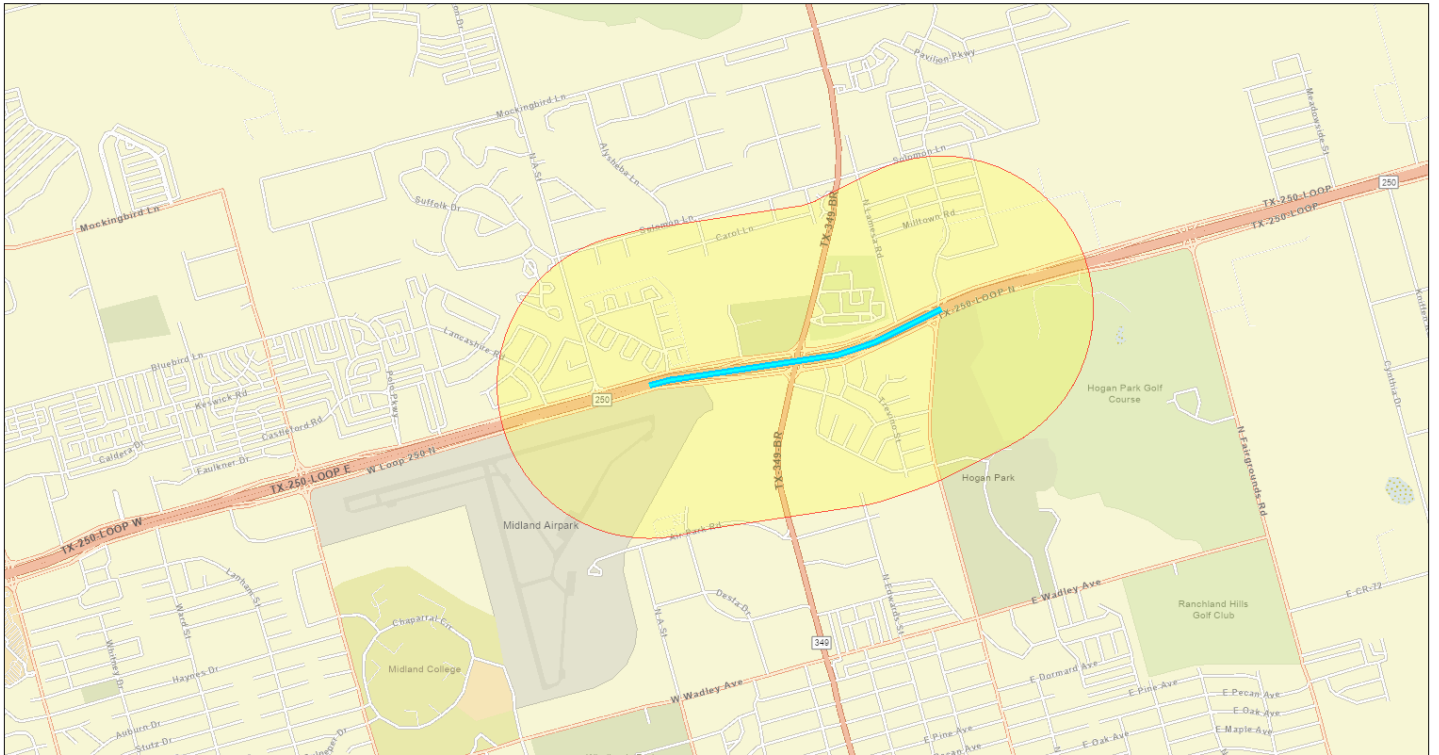 Pavilion Pkwy
Mockingbird Ln
Meadowside St
N A St
Alysheba Ln
Solomon Ln
250
TX-250-LOOP
TX-250-LOOP
Suffolk Dr
Mockingbird Ln
TX-349-BR
N Lamesa Rd
Milltown Rd
Solomon Ln
Carol Ln
TX-250-LOOP N
Lancashire Rd
Bluebird Ln
Polo Pkwy
Keswick Rd
250
Hogan Park Golf
Course
Cynthia Dr
Castleford Rd
Trevino St
Caldera Dr
Faulkner Dr
W Loop 250 N
TX-349-BR
N Fairgrounds Rd
TX-250-LOOP E
Hogan Park
TX-250-LOOP W
Midland Airpark
Air Park Rd
Lanham St
Ward St
Desta Dr
N A St
N Edwards St
E Wadley Ave
E-CR-72
Ranchland Hills
Golf Club
Chaparral Cir
349
Whitney Dr
Midland College
Haynes Dr
W Wadley Ave
E Dormard Ave
E Pine Ave
E Pecan Ave
E Oak Ave
E Maple Ave
Auburn Dr
Stutz Dr
E Pine Ave
E Oak Ave